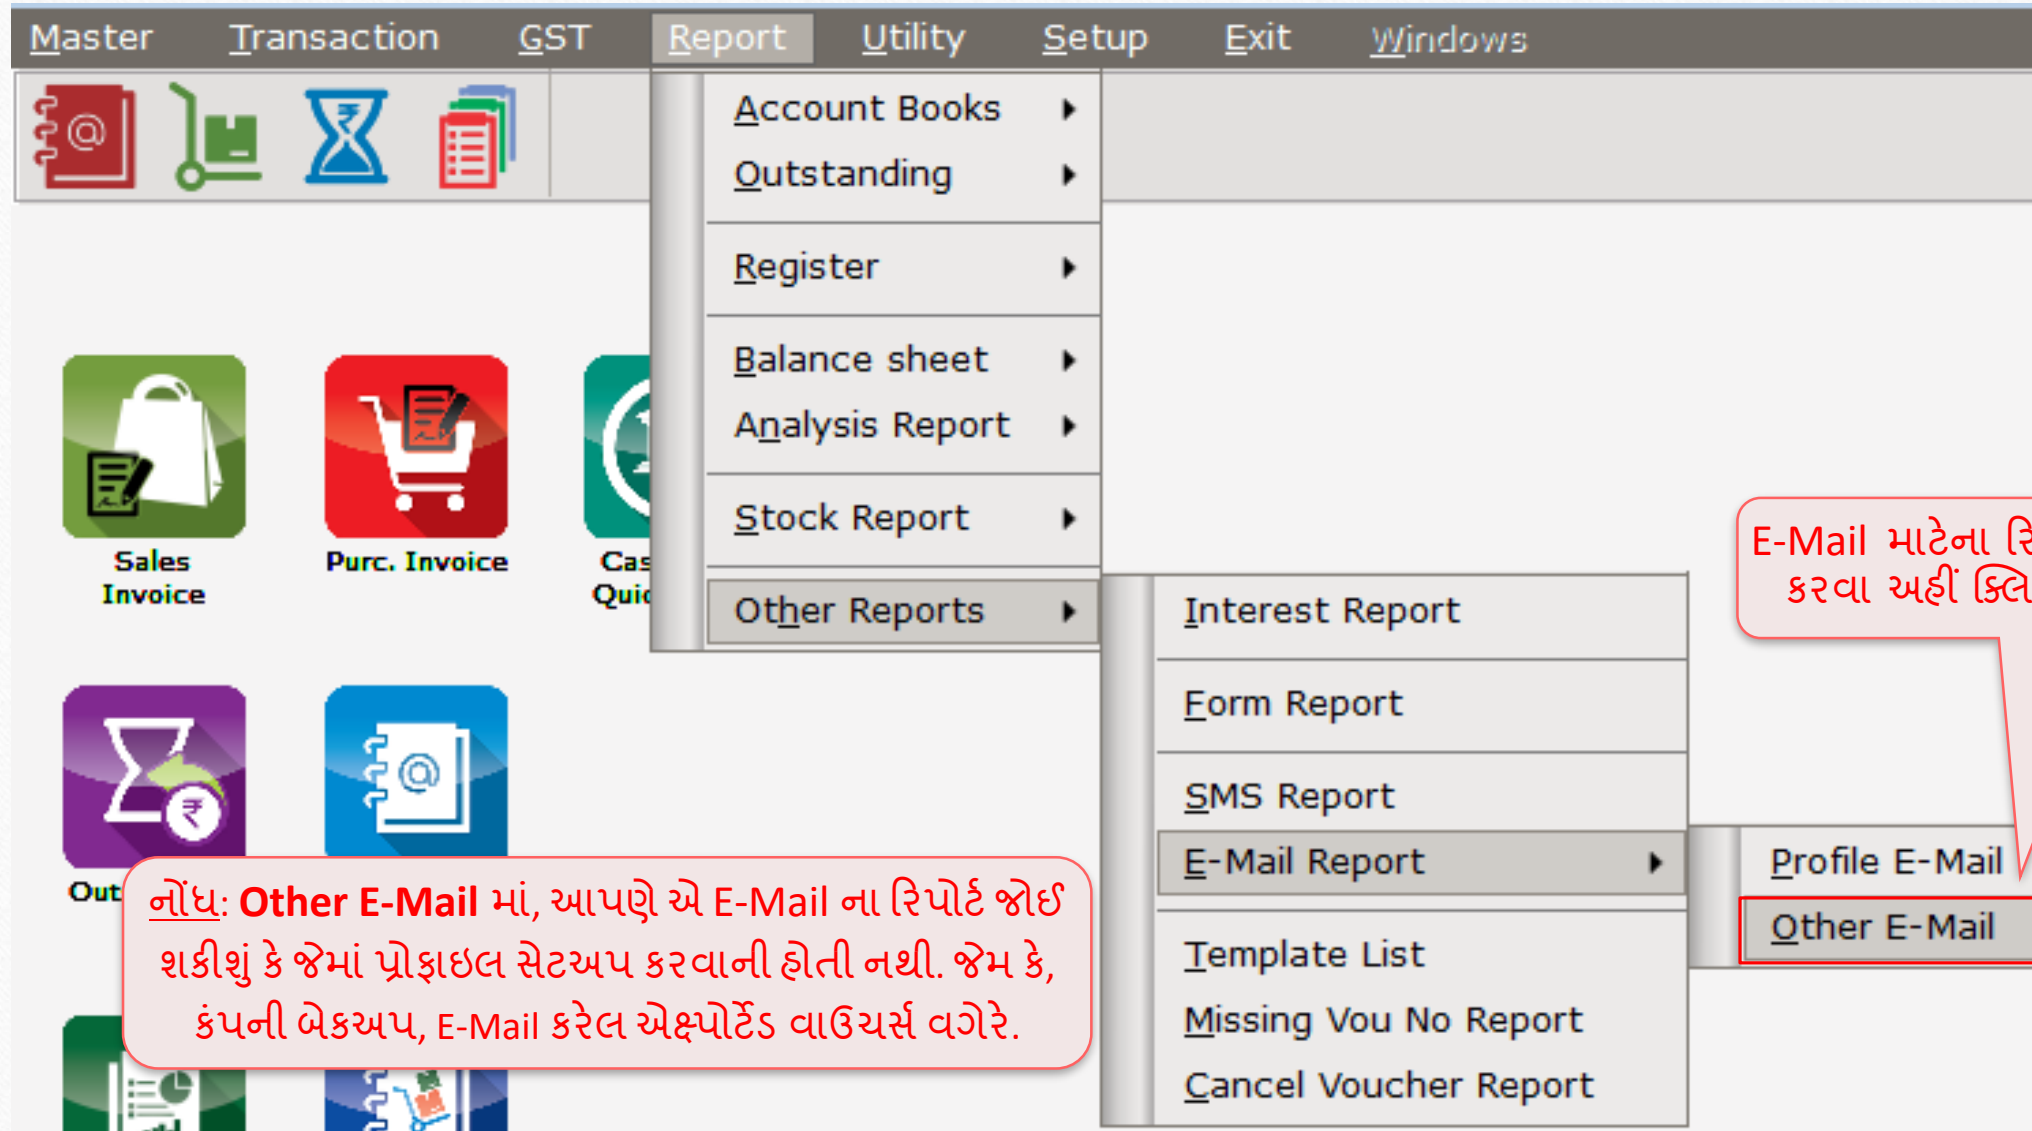 Master Transaction GST Report Utility Setup Exit Windows
Account Books
Outstanding
Register
Balance sheet
Analysis Report
Stock Report
Other Reports
Sales
Invoice
Purc. Invoice
Interest Report
Form Report
SMS Report
E-Mail Report
Template List
Missing Vou No Report
Cancel Voucher Report
Profile E-Mail
Other E-Mail
E-Mail માટેના
કરવા અહીં
નોંધ: Other E-Mail માં, આપણે એ E-Mail ના રિપોર્ટ જોઈ
શકીશું કે જેમાં પ્રોફાઇલ સેટઅપ કરવાની હોતી નથી. જેમ કે,
કંપની બેકઅપ, E-Mail કરેલ એક્ષ્પોર્ટેડ વાઉચર્સ વગેરે.